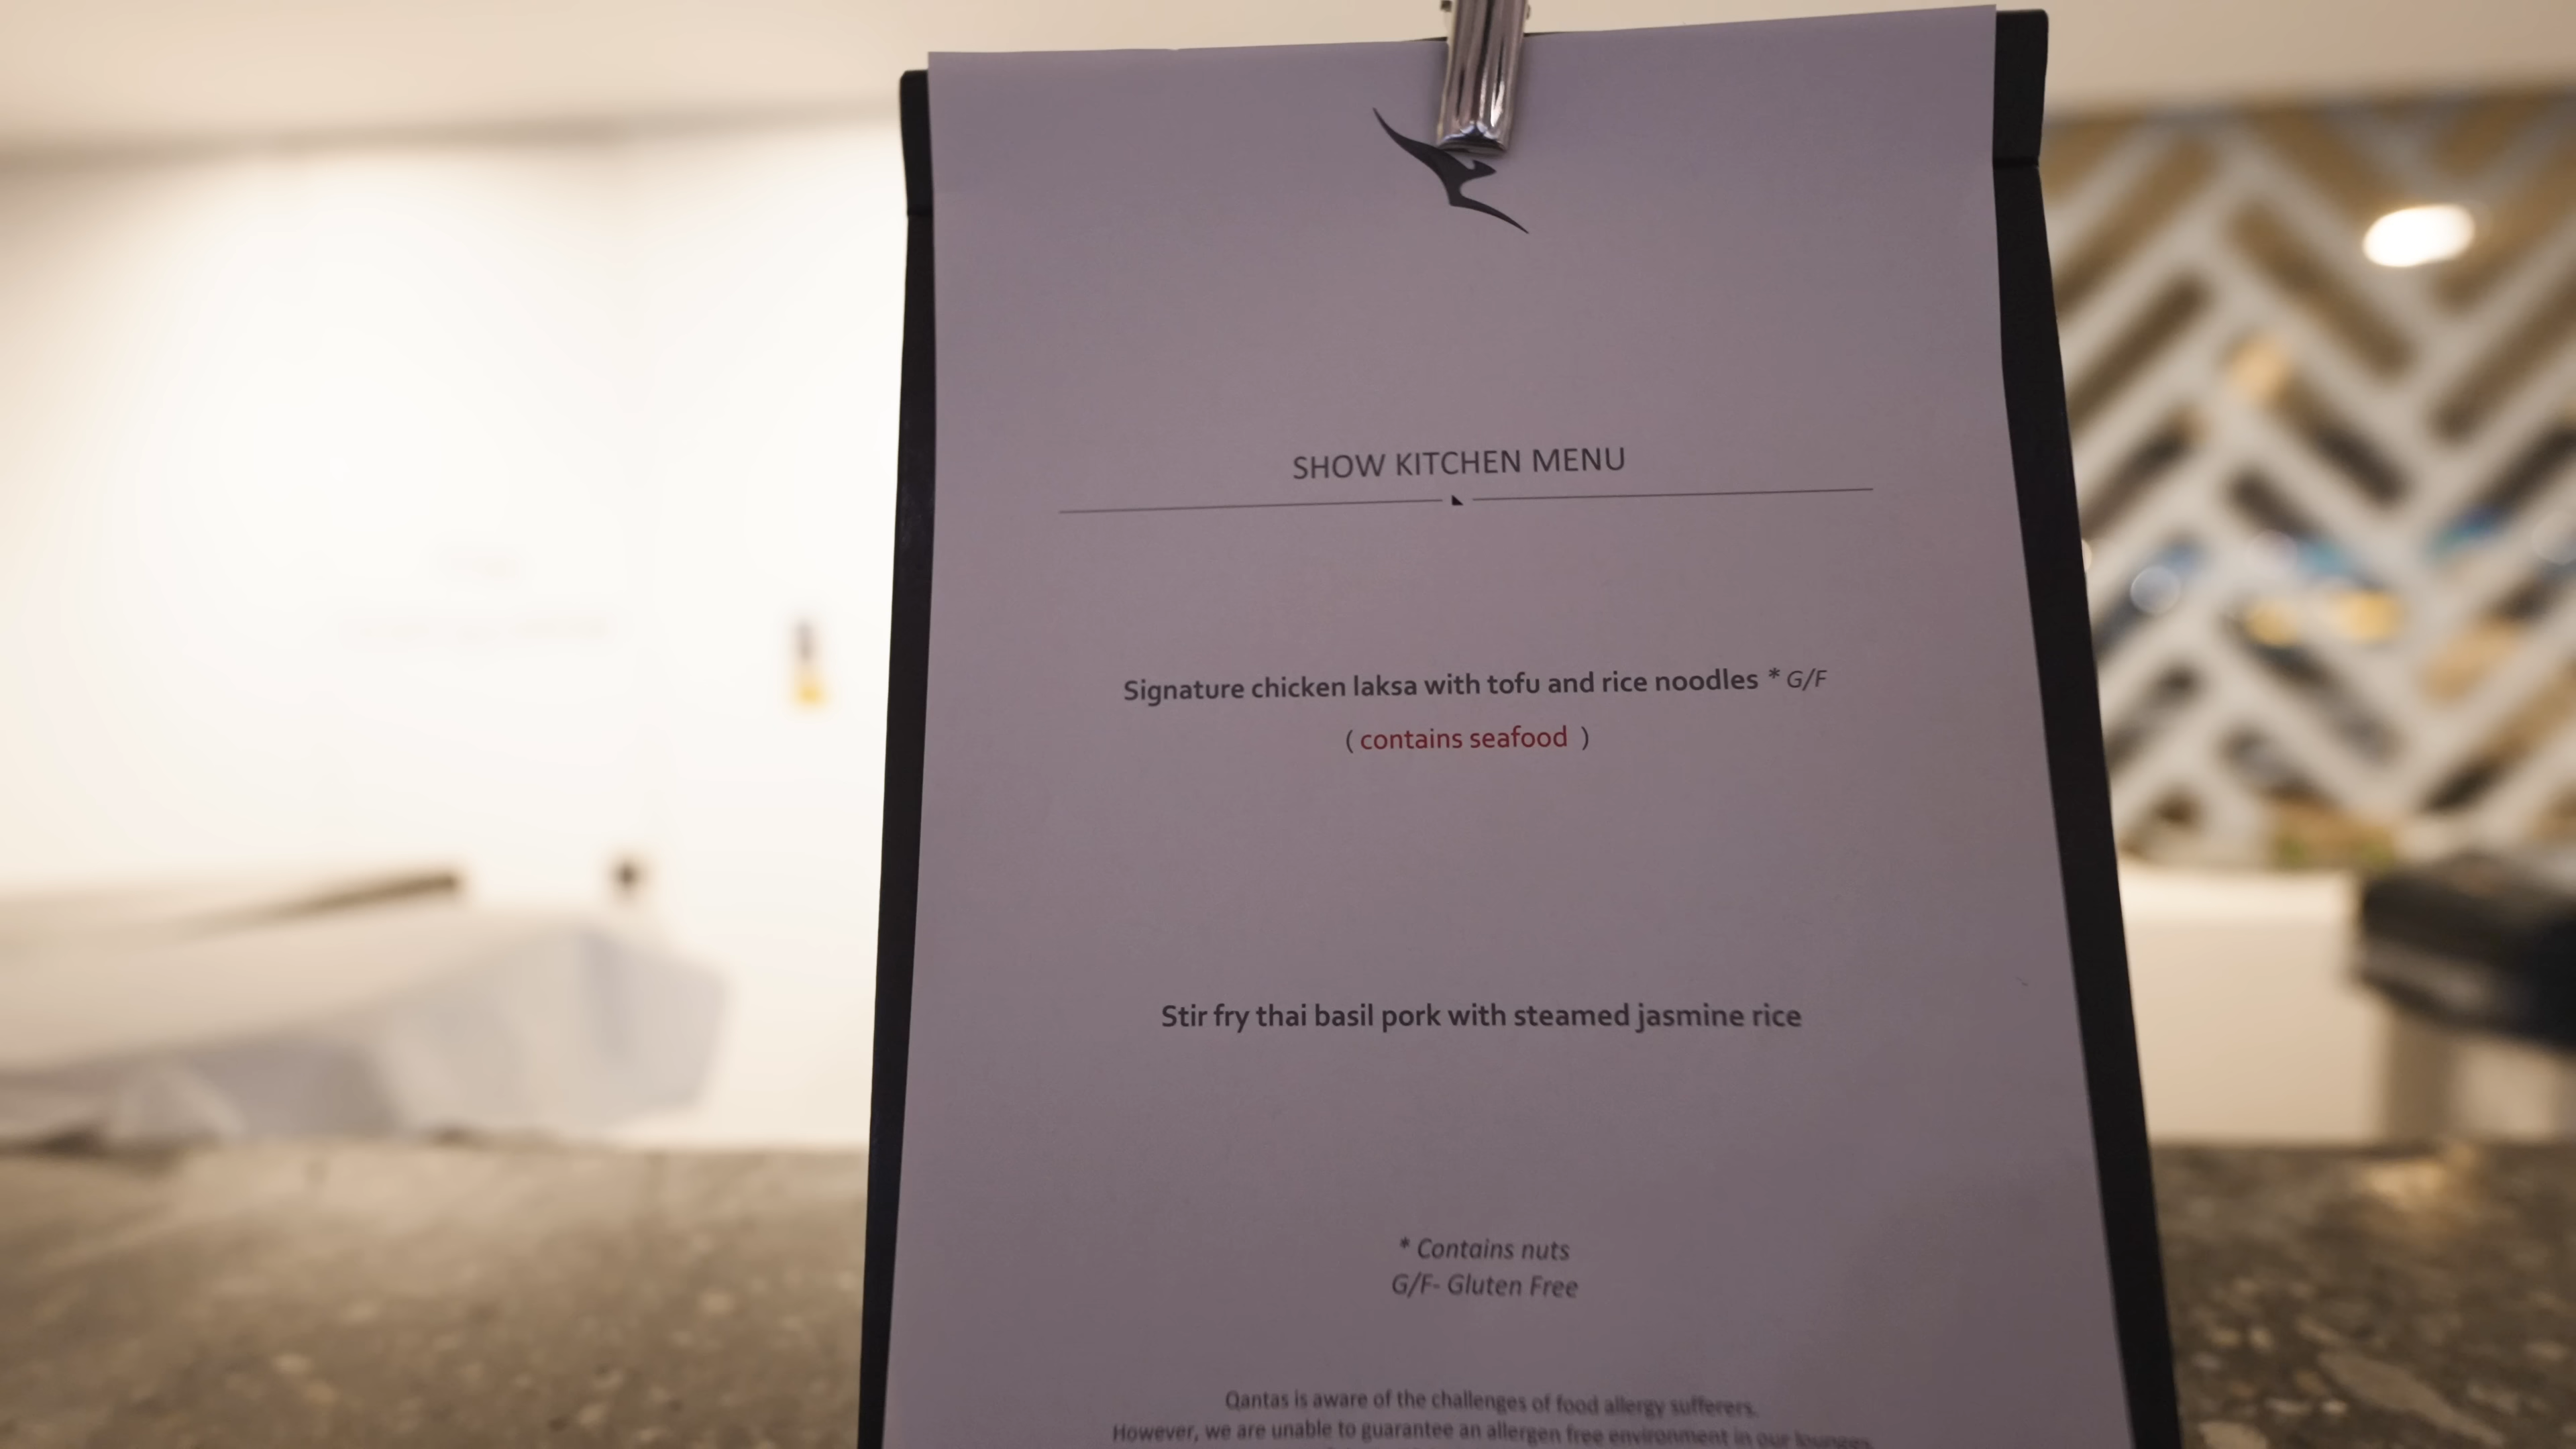 SHOW KITCHEN MENU
Signature chicken laksa with tofu and rice noodles * G/F
( contains seafood )
Stir fry thai basil pork with steamed jasmine rice
* Contains nuts
G/F- Gluten Free
Qantas is aware of the challenges of food allergy sufferers.
However, we are unable to guarantee an allergen free environment in our lounges